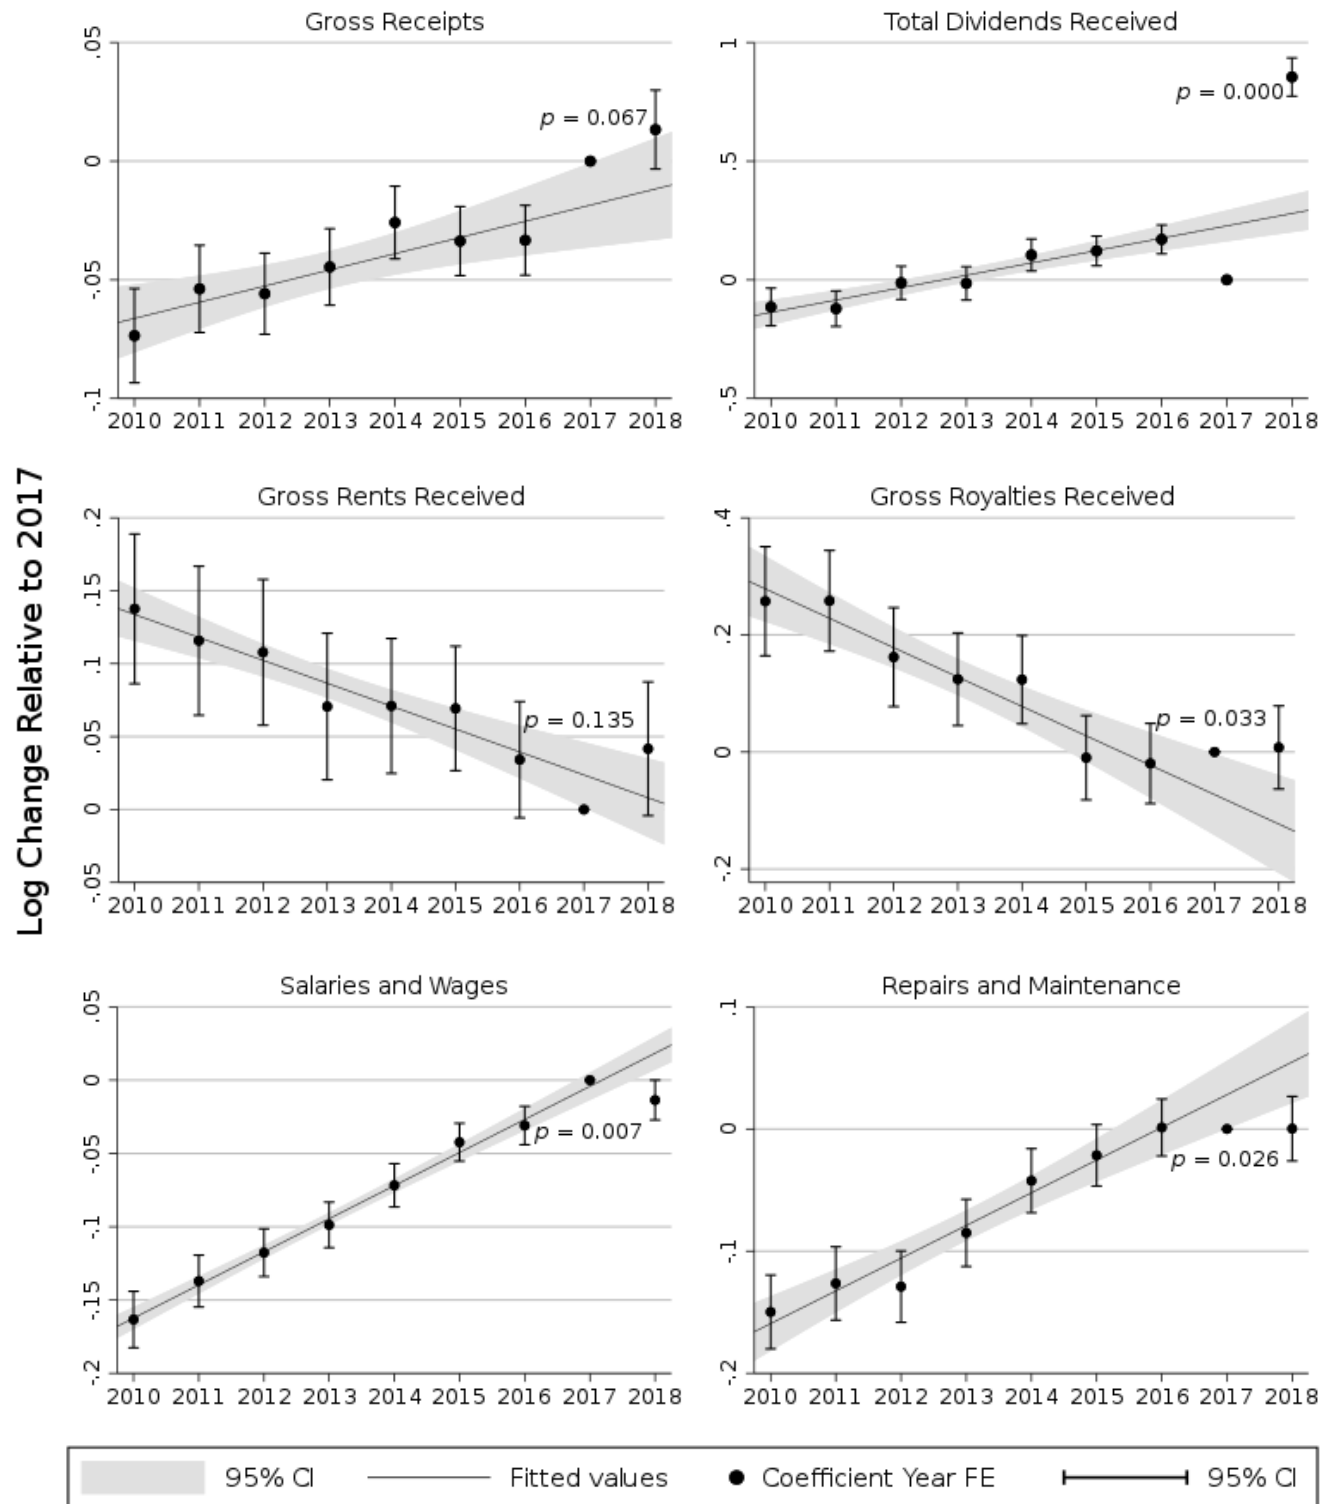 Log Change Relative to 2017
Gross Receipts
.05
0
-.05
-.1
p = 0.067
2010 2011 2012 2013 2014 2015 2016 2017 2018
Total Dividends Received
1
.5
0
-.5
p = 0.000
2010 2011 2012 2013 2014 2015 2016 2017 2018
Gross Rents Received
.2
.15
.1
.05
0
-.05
p = 0.135
2010 2011 2012 2013 2014 2015 2016 2017 2018
Gross Royalties Received
.4
.2
0
-.2
p = 0.033
2010 2011 2012 2013 2014 2015 2016 2017 2018
Salaries and Wages
.05
0
-.05
-.1
-.15
-.2
p = 0.007
2010 2011 2012 2013 2014 2015 2016 2017 2018
Repairs and Maintenance
.1
0
-.1
-.2
p = 0.026
2010 2011 2012 2013 2014 2015 2016 2017 2018
95% CI Fitted values Coefficient Year FE 95% CI